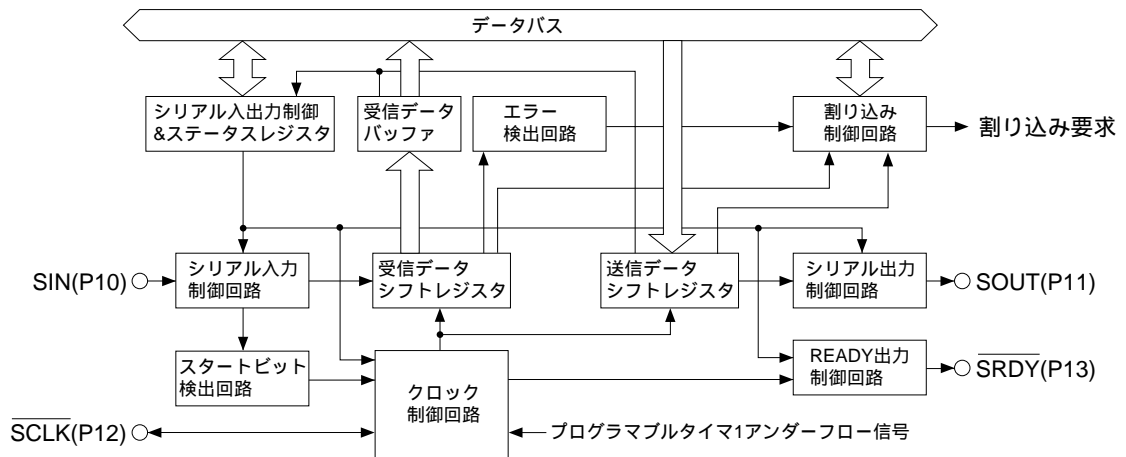 データバス
シリアル入出力制御
&ステータスレジスタ
受信データ
バッファ
エラー
検出回路
割り込み
制御回路
割り込み要求
SIN(P10)
シリアル入力
制御回路
受信データ
シフトレジスタ
送信データ
シフトレジスタ
シリアル出力
制御回路
SOUT(P11)
スタートビット
検出回路
クロック
制御回路
READY出力
制御回路
SRDY(P13)
SCLK(P12)
プログラマブルタイマ1アンダーフロー信号